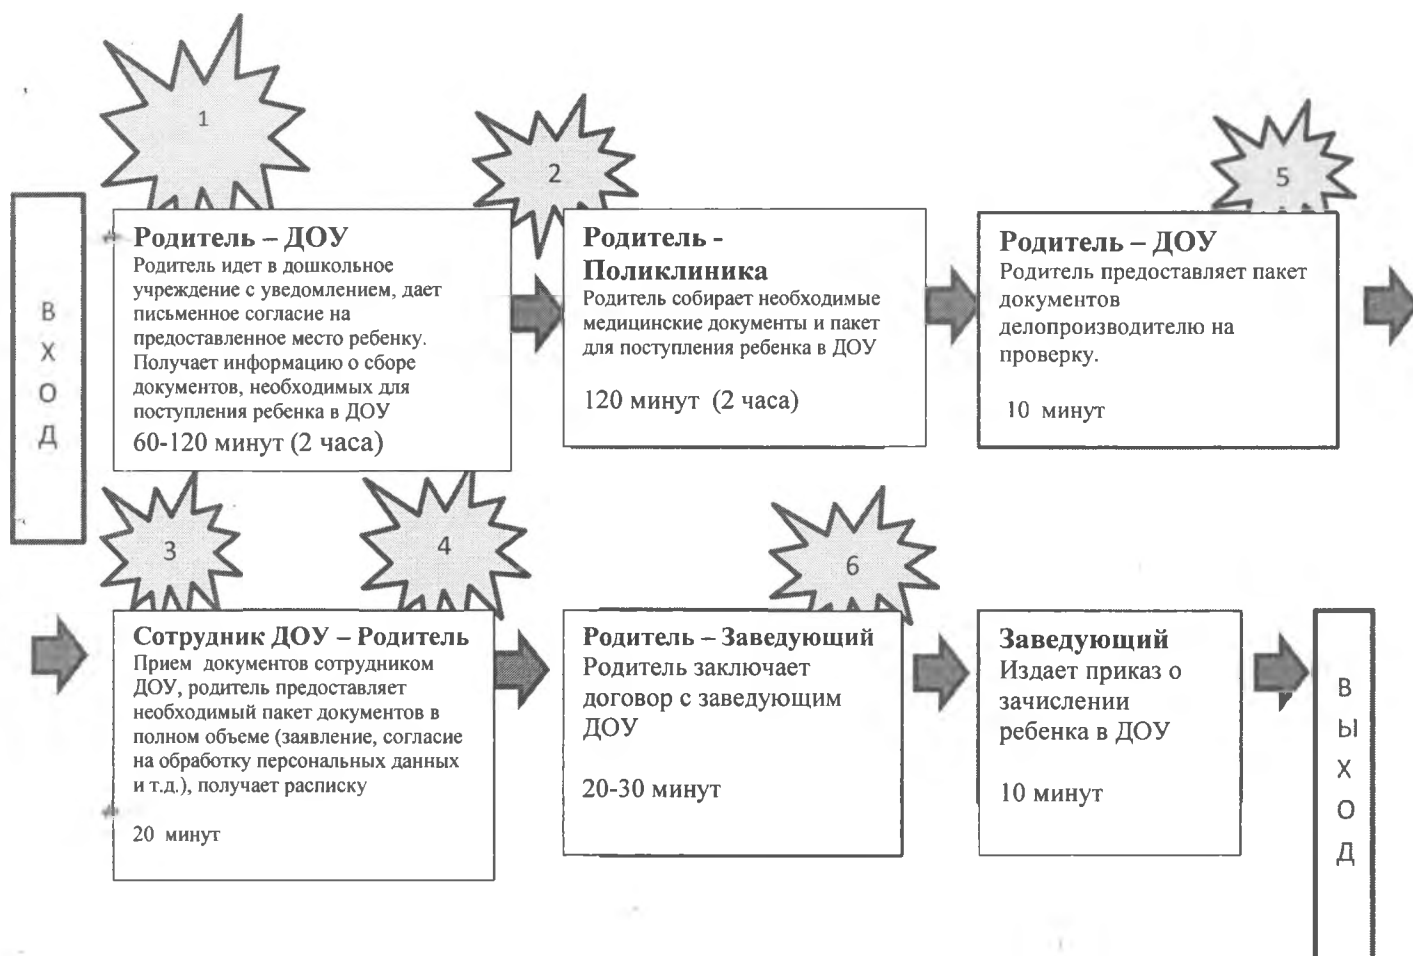 1
2
5
В
Х
О
Д
Родитель – ДОУ
Родитель идет в дошкольное
учреждение с уведомлением, дает
письменное согласие на
предоставленное место ребенку.
Получает информацию о сборе
документов, необходимых для
поступления ребенка в ДОУ
60-120 минут (2 часа)
Родитель -
Поликлиника
Родитель собирает необходимые
медицинские документы и пакет
для поступления ребенка в ДОУ
120 минут (2 часа)
Родитель – ДОУ
Родитель предоставляет пакет
документов
делопроизводителю на
проверку.
10 минут
3
4
6
Сотрудник ДОУ – Родитель
Прием документов сотрудником
ДОУ, родитель предоставляет
необходимый пакет документов в
полном объеме (заявление, согласие
на обработку персональных данных
и т.д.), получает расписку
20 минут
Родитель – Заведующий
Родитель заключает
договор с заведующим
ДОУ
20-30 минут
Заведующий
Издает приказ о
зачислении
ребенка в ДОУ
10 минут
В
Ы
Х
О
Д